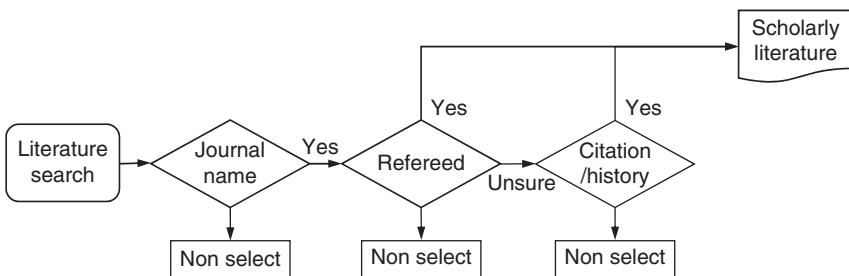 Scholarly
literature
Yes
Yes
Literature
search
Journal
name
Yes
Refereed
Unsure
Citation
/history
Non select
Non select
Non select